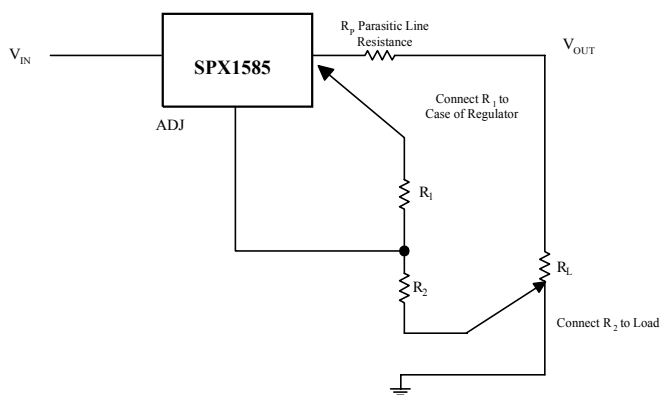 R_P Parasitic Line
Resistance
V_IN
SPX1585
V_OUT
ADJ
Connect R_1 to
Case of Regulator
R_1
R_2
R_L
Connect R_2 to Load